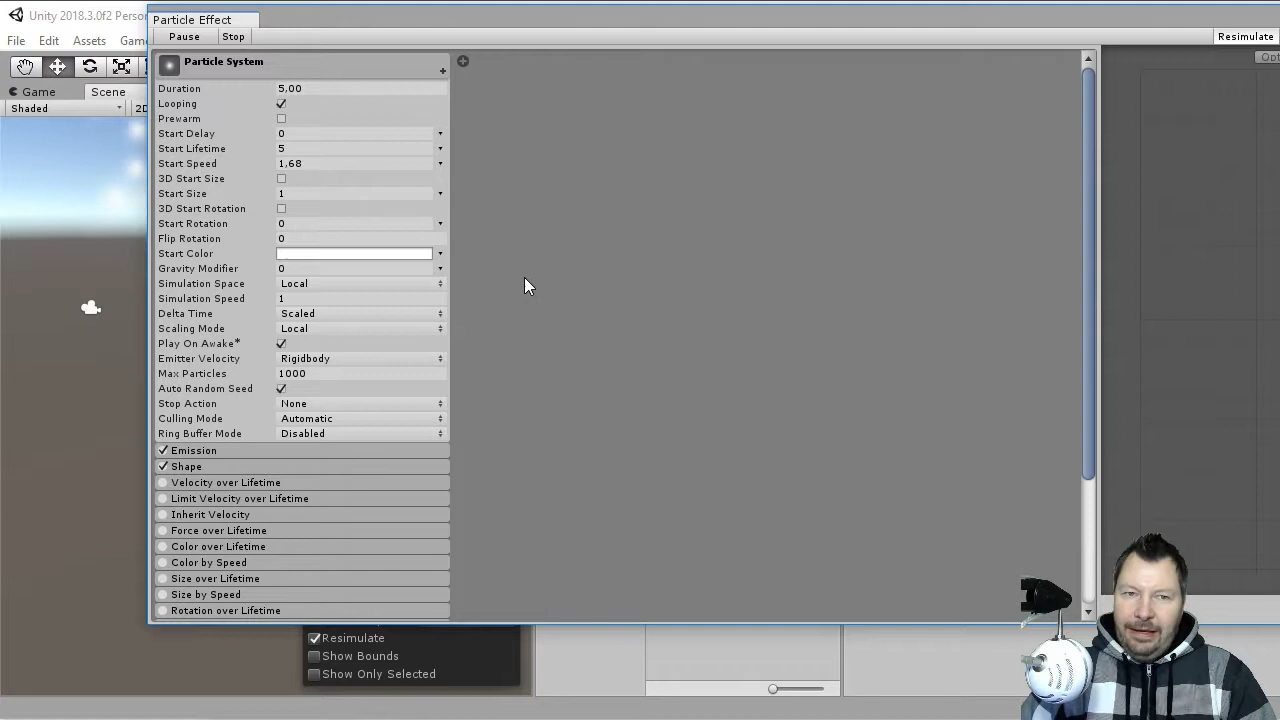 Unity 2018.3.0f2 Person
File Edit Assets Game
Game Scene
Shaded 2D
Particle Effect
Pause Stop Resimulate
Opt
Particle System
Duration 5,00
Looping
Prewarm
Start Delay 0
Start Lifetime 5
Start Speed 1,68
3D Start Size
Start Size 1
3D Start Rotation
Start Rotation 0
Flip Rotation 0
Start Color
Gravity Modifier 0
Simulation Space Local
Simulation Speed 1
Delta Time Scaled
Scaling Mode Local
Play On Awake*
Emitter Velocity Rigidbody
Max Particles 1000
Auto Random Seed
Stop Action None
Culling Mode Automatic
Ring Buffer Mode Disabled
Emission
Shape
Velocity over Lifetime
Limit Velocity over Lifetime
Inherit Velocity
Force over Lifetime
Color over Lifetime
Color by Speed
Size over Lifetime
Size by Speed
Rotation over Lifetime
Resimulate
Show Bounds
Show Only Selected